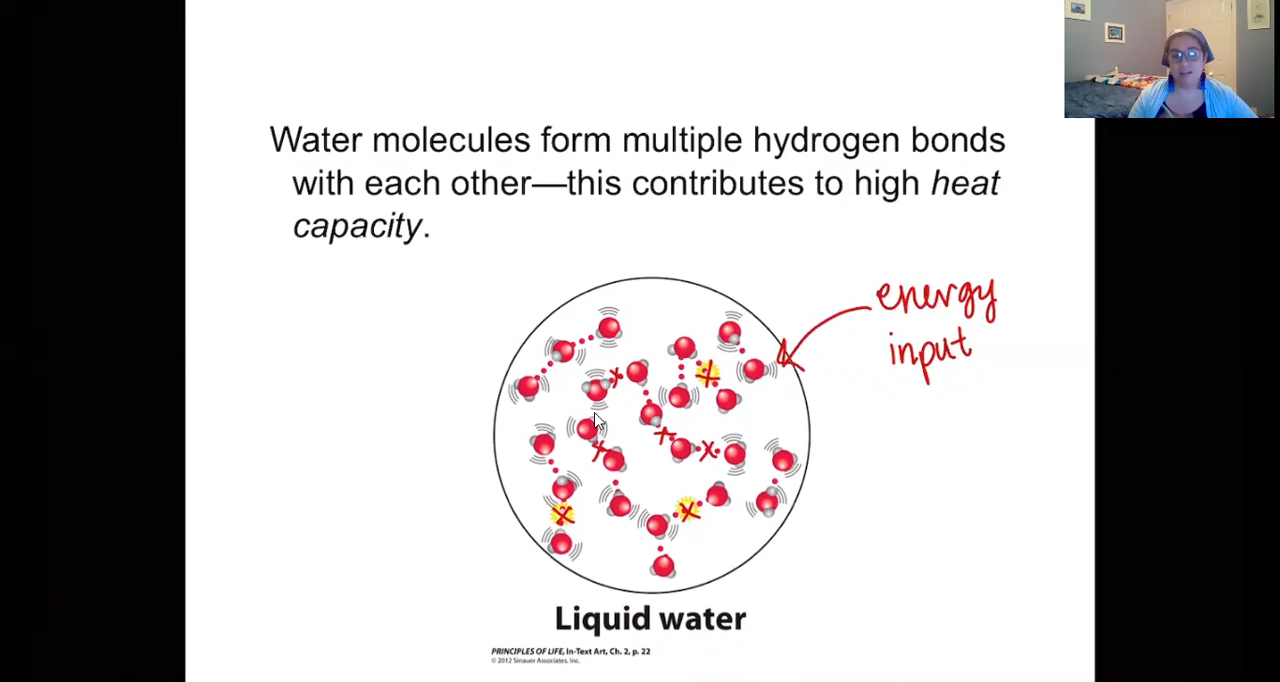 Water molecules form multiple hydrogen bonds
with each other—this contributes to high heat
capacity.
energy
input
Liquid water
PRINCIPLES OF LIFE, In-Text Art, Ch. 2, p. 22
© 2012 Sinauer Associates, Inc.